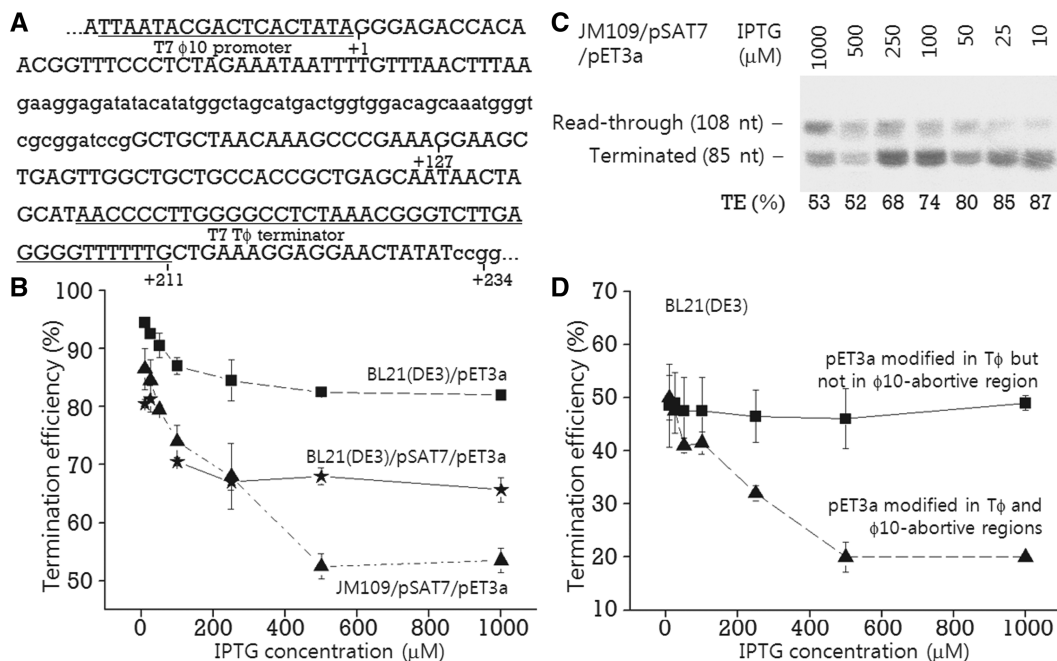 A
...ATTAATACGACTCACTATAGGGAGACCACA
T7 ϕ10 promoter +1
ACGGTTTCCCTCTAGAAATAATTTTGTTTAACTTTAA
gaaggagatatacatatggctagcatgactggtggacagcaaatgggt
cgcggatccgGCTGCTAACAAAGCCCGAAAGGAAGC
+127
TGAGTTGGCTGCTGCCACCGCTGAGCAATAACTA
GCATAACCCCTTGGGGCCTCTAAACGGGTCTTGA
T7 Tϕ terminator
GGGGTTTTTTGCTGAAAGGAGGAACTATATccgg...
+211 +234
C
JM109/pSAT7
/pET3a
IPTG
(μM)
1000 500 250 100 50 25 10
Read-through (108 nt) –
Terminated (85 nt) –
TE (%) 53 52 68 74 80 85 87
B
Termination efficiency (%)
100
90
80
70
60
50
BL21(DE3)/pET3a
BL21(DE3)/pSAT7/pET3a
JM109/pSAT7/pET3a
0 200 400 600 800 1000
IPTG concentration (μM)
D
Termination efficiency (%)
70
60
50
40
30
20
10
BL21(DE3)
pET3a modified in Tϕ but
not in ϕ10-abortive region
pET3a modified in Tϕ and
ϕ10-abortive regions
0 200 400 600 800 1000
IPTG concentration (μM)